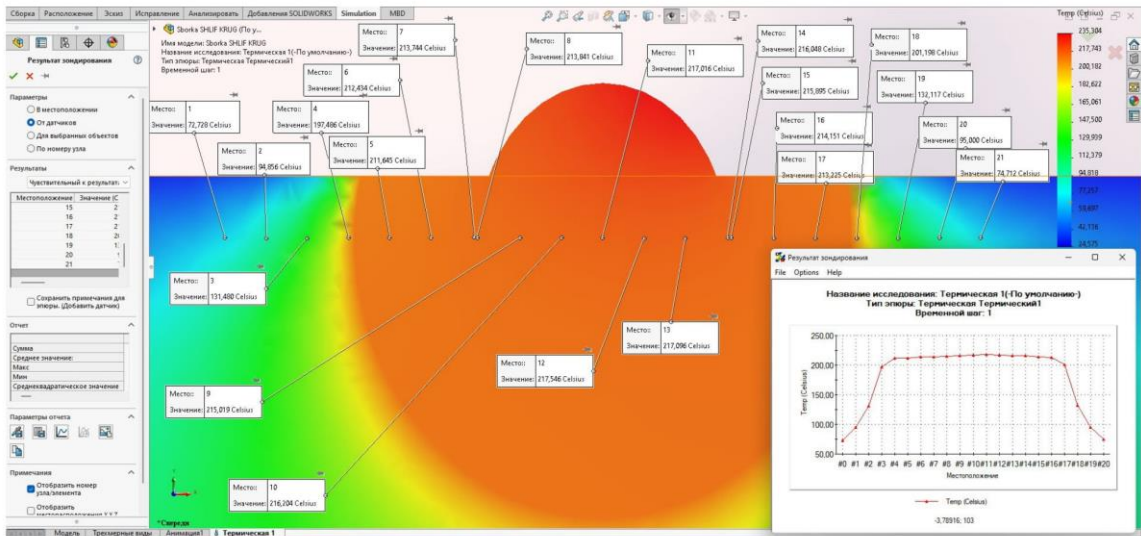 Сборка Расположение Эскиз Исправление Анализировать Добавления SOLIDWORKS Simulation MBD
Результат зондирования
Параметры
В местоположении
От датчиков
Для выбранных объектов
По номеру узла
Результаты
Чувствительный к результат
Местоположение Значение (C
15 2
16 2
17 2
18 20
19 1
20
21
Сохранить примечания для
эпюры. (Добавить датчик)
Отчет
Сумма
Среднее значение:
Макс
Мин
Среднеквадратическое значение
Параметры отчета
Примечания
Отобразить номер
узла/элемента
Отобразить
Sborka SHLIF KRUG (По у...
Имя модели: Sborka SHLIF KRUG
Название исследования: Термическая 1(-По умолчанию-)
Тип эпюры: Термическая Термический1
Временной шаг: 1
Место: 1
Значение: 72,728 Celsius
Место: 2
Значение: 94,856 Celsius
Место: 3
Значение: 131,480 Celsius
Место: 4
Значение: 197,486 Celsius
Место: 5
Значение: 211,645 Celsius
Место: 6
Значение: 212,434 Celsius
Место: 7
Значение: 213,744 Celsius
Место: 8
Значение: 213,841 Celsius
Место: 9
Значение: 215,019 Celsius
Место: 10
Значение: 216,204 Celsius
Место: 11
Значение: 217,016 Celsius
Место: 12
Значение: 217,546 Celsius
Место: 13
Значение: 217,096 Celsius
Место: 14
Значение: 216,048 Celsius
Место: 15
Значение: 215,895 Celsius
Место: 16
Значение: 214,151 Celsius
Место: 17
Значение: 213,225 Celsius
Место: 18
Значение: 201,198 Celsius
Место: 19
Значение: 132,117 Celsius
Место: 20
Значение: 95,000 Celsius
Место: 21
Значение: 74,712 Celsius
Temp (Celsius)
235,304
217,743
200,182
182,622
165,061
147,500
129,939
112,379
94,818
77,257
59,697
42,136
24,575
*Спереди
Результат зондирования
File Options Help
Название исследования: Термическая 1(-По умолчанию-)
Тип эпюры: Термическая Термический1
Временной шаг: 1
Temp (Celsius)
250.00
200.00
150.00
100.00
50.00
#0 #1 #2 #3 #4 #5 #6 #7 #8 #9 #10 #11 #12 #13 #14 #15 #16 #17 #18 #19 #20
Местоположение
Temp (Celsius)
-3,78916; 103
Модель Трехмерные виды Анимация1 Термическая 1